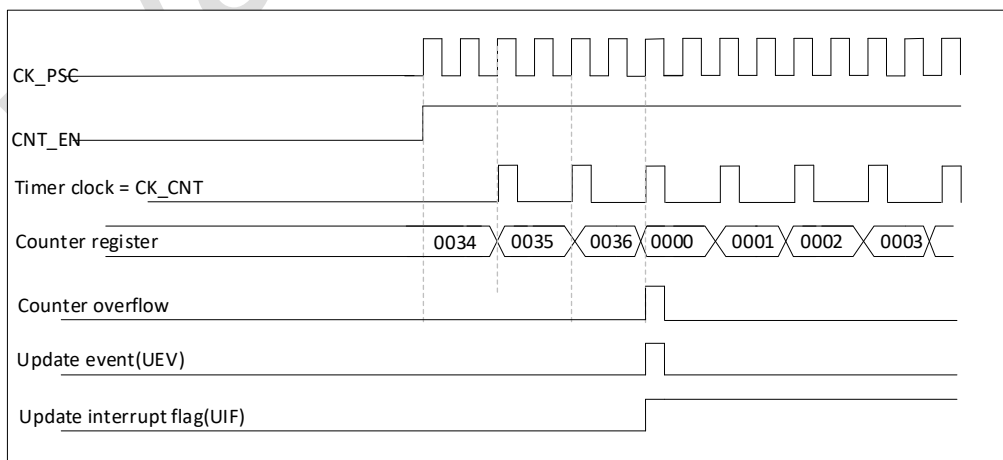 CK_PSC
CNT_EN
Timer clock = CK_CNT
Counter register
0034 0035 0036 0000 0001 0002 0003
Counter overflow
Update event(UEV)
Update interrupt flag(UIF)